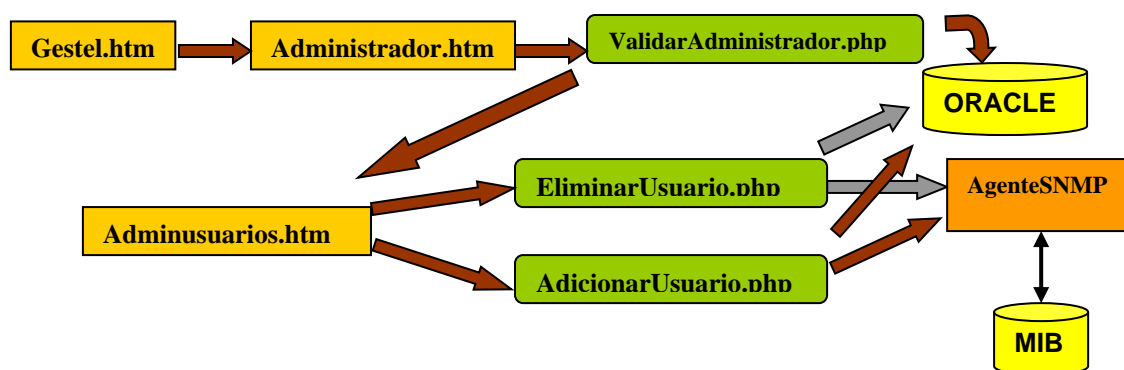 Gestel.htm
Administrador.htm
ValidarAdministrador.php
ORACLE
EliminarUsuario.php
AgenteSNMP
Adminusuarios.htm
AdicionarUsuario.php
MIB